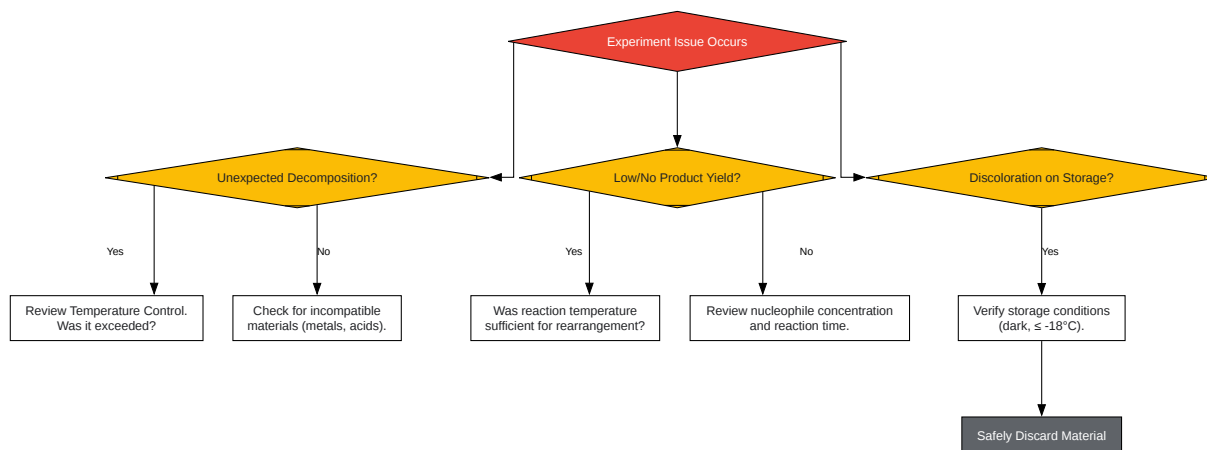 Experiment Issue Occurs
Unexpected Decomposition?
Low/No Product Yield?
Discoloration on Storage?
Yes
No
Yes
No
Yes
Review Temperature Control.
Was it exceeded?
Check for incompatible
materials (metals, acids).
Was reaction temperature
sufficient for rearrangement?
Review nucleophile concentration
and reaction time.
Verify storage conditions
(dark, ≤ -18°C).
Safely Discard Material